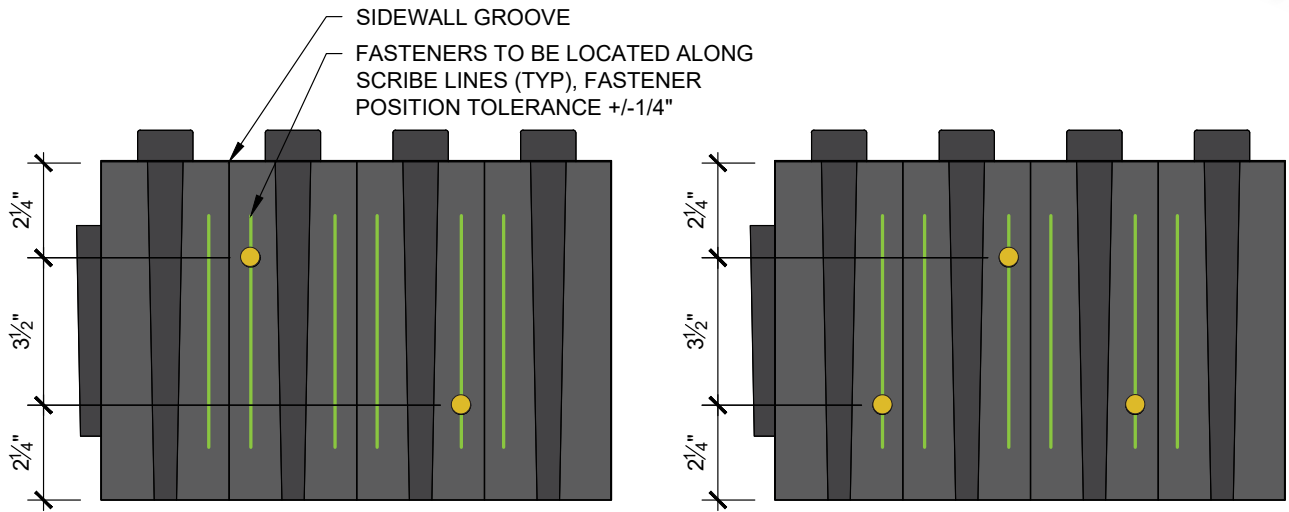 SIDEWALL GROOVE
FASTENERS TO BE LOCATED ALONG
SCRIBE LINES (TYP), FASTENER
POSITION TOLERANCE +/-1/4"
2¼"
3½"
2¼"
2¼"
3½"
2¼"